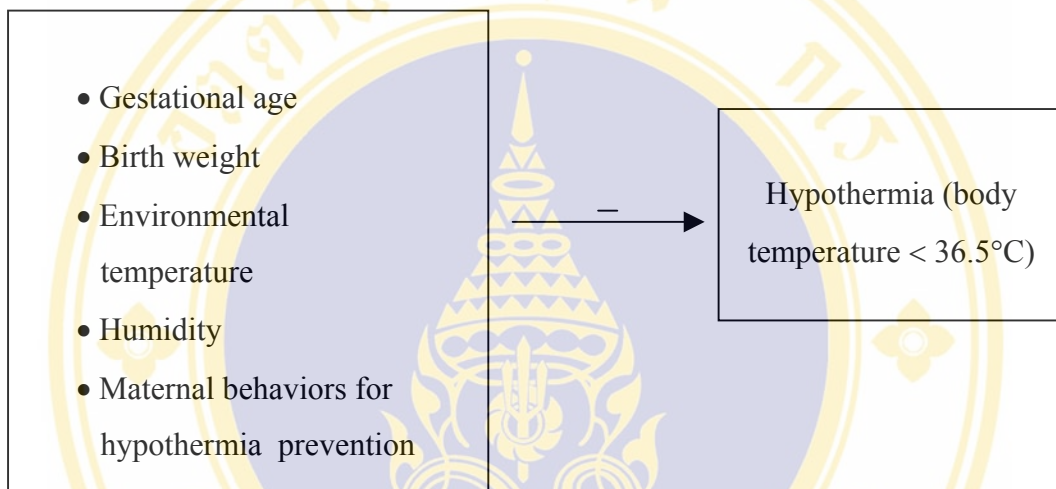 • Gestational age
• Birth weight
• Environmental
temperature
• Humidity
• Maternal behaviors for
hypothermia prevention
–
Hypothermia (body
temperature < 36.5°C)